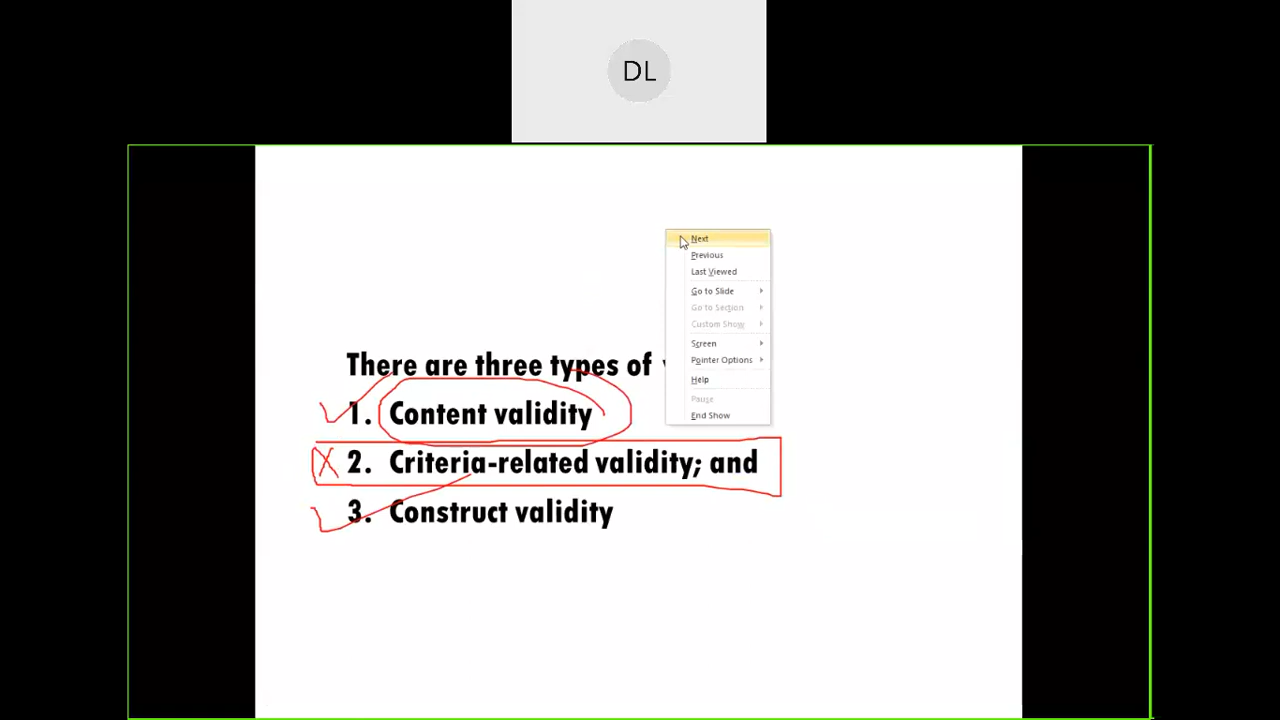 DL
Next
Previous
Last Viewed
Go to Slide
Go to Section
Custom Show
Screen
There are three types of
Pointer Options
Help
Pause
1. Content validity
End Show
2. Criteria-related validity; and
3. Construct validity